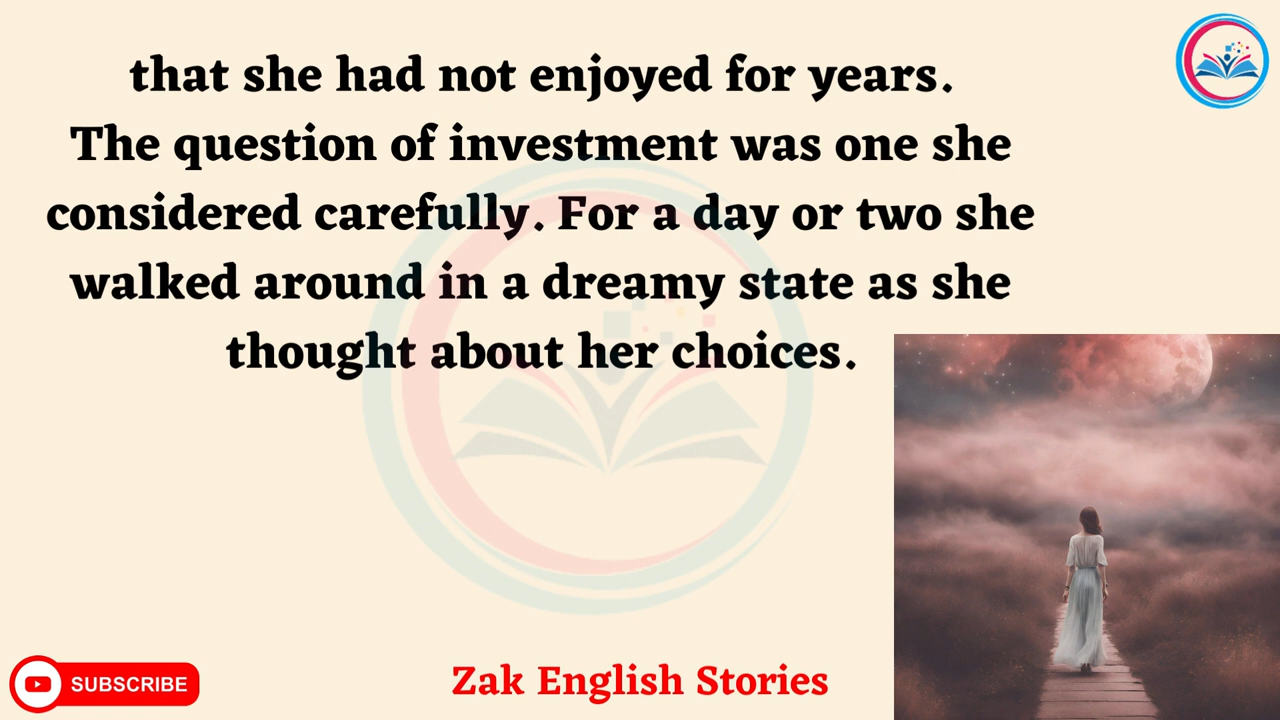 that she had not enjoyed for years.
The question of investment was one she
considered carefully. For a day or two she
walked around in a dreamy state as she
thought about her choices.
SUBSCRIBE
Zak English Stories